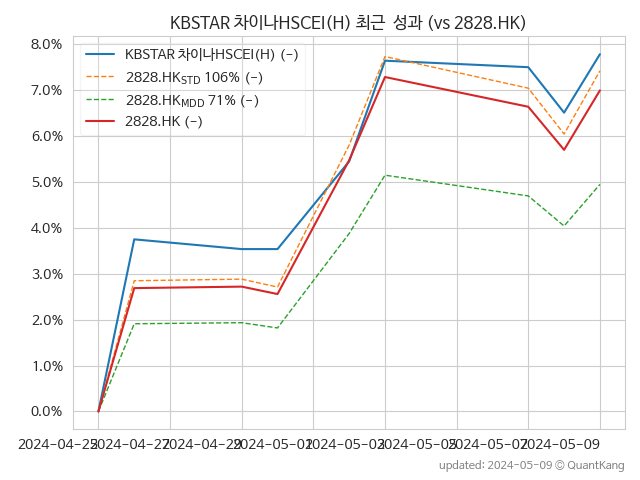 KBSTAR 차이나HSCEI(H) 최근 성과 (vs 2828.HK)
8.0%
7.0%
6.0%
5.0%
4.0%
3.0%
2.0%
1.0%
0.0%
KBSTAR 차이나HSCEI(H) (-)
2828.HK_STD 106% (-)
2828.HK_MDD 71% (-)
2828.HK (-)
2024-04-25 2024-04-27 2024-04-29 2024-05-01 2024-05-03 2024-05-05 2024-05-07 2024-05-09
updated: 2024-05-09 © QuantKang